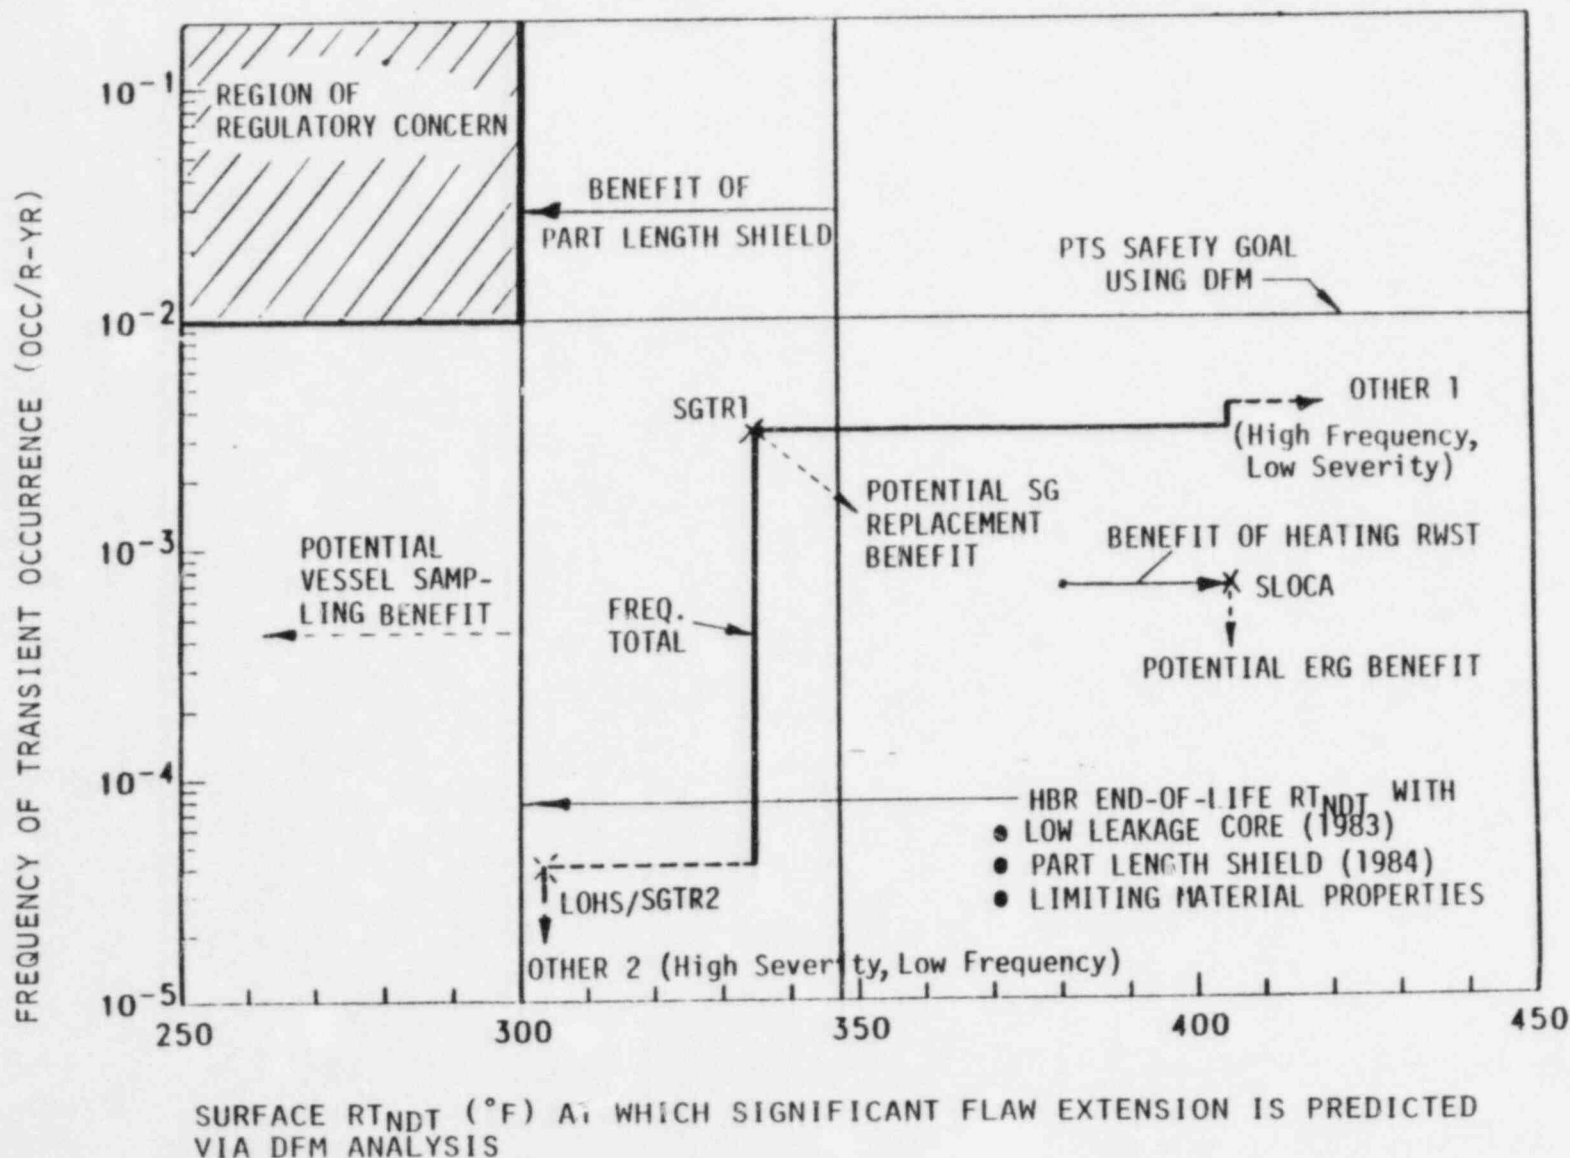 FREQUENCY OF TRANSIENT OCCURRENCE (OCC/R-YR)
10-1
10-2
10-3
10-4
10-5
REGION OF
REGULATORY CONCERN
BENEFIT OF
PART LENGTH SHIELD
PTS SAFETY GOAL
USING DFM
SGTR1
OTHER 1
(High Frequency,
Low Severity)
POTENTIAL SG
REPLACEMENT
BENEFIT
BENEFIT OF HEATING RWST
SLOCA
POTENTIAL ERG BENEFIT
POTENTIAL
VESSEL SAMP-
LING BENEFIT
FREQ.
TOTAL
HBR END-OF-LIFE RTNDT WITH
• LOW LEAKAGE CORE (1983)
• PART LENGTH SHIELD (1984)
• LIMITING MATERIAL PROPERTIES
LOHS/SGTR2
OTHER 2 (High Severity, Low Frequency)
250 300 350 400 450
SURFACE RTNDT (°F) AT WHICH SIGNIFICANT FLAW EXTENSION IS PREDICTED
VIA DFM ANALYSIS